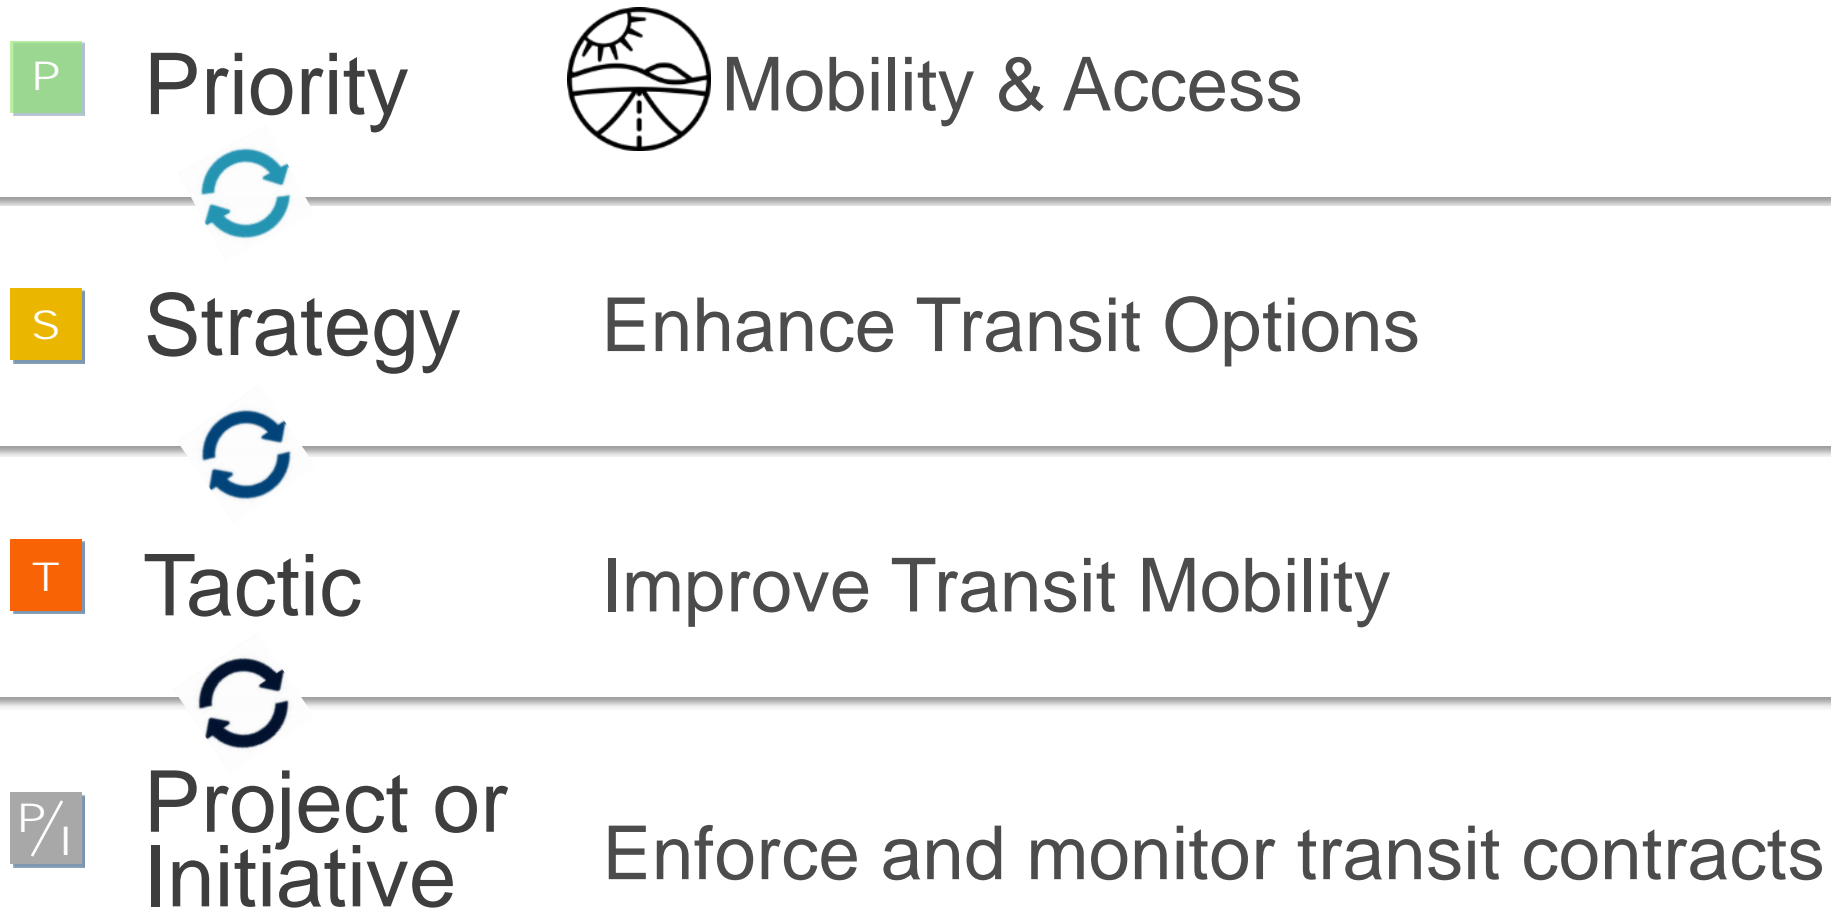 P Priority Mobility & Access
S Strategy Enhance Transit Options
T Tactic Improve Transit Mobility
P/I Project or
Initiative Enforce and monitor transit contracts